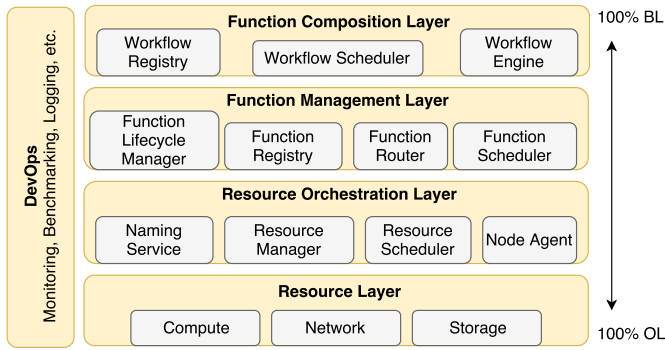 DevOps
Monitoring, Benchmarking, Logging, etc.
Function Composition Layer
Workflow
Registry
Workflow Scheduler
Workflow
Engine
Function Management Layer
Function
Lifecycle
Manager
Function
Registry
Function
Router
Function
Scheduler
Resource Orchestration Layer
Naming
Service
Resource
Manager
Resource
Scheduler
Node Agent
Resource Layer
Compute
Network
Storage
100% BL
100% OL